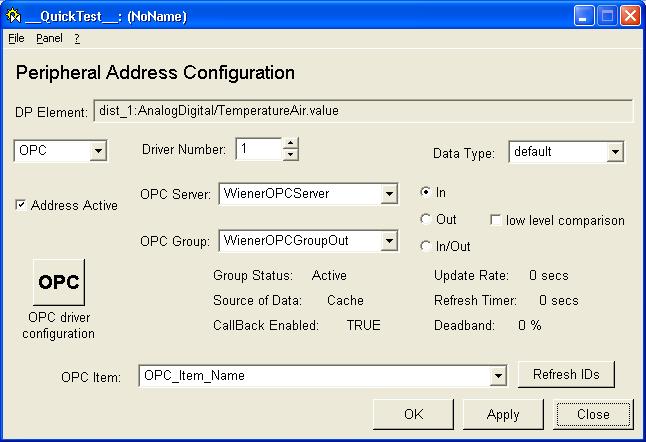 __QuickTest__: (NoName)
File Panel ?
Peripheral Address Configuration
DP Element: dist_1:AnalogDigital/TemperatureAir.value
OPC Driver Number: 1 Data Type: default
Address Active OPC Server: WienerOPCServer In
Out low level comparison
OPC Group: WienerOPCGroupOut In/Out
OPC Group Status: Active Update Rate: 0 secs
Source of Data: Cache Refresh Timer: 0 secs
OPC driver
configuration
CallBack Enabled: TRUE Deadband: 0 %
OPC Item: OPC_Item_Name Refresh IDs
OK Apply Close